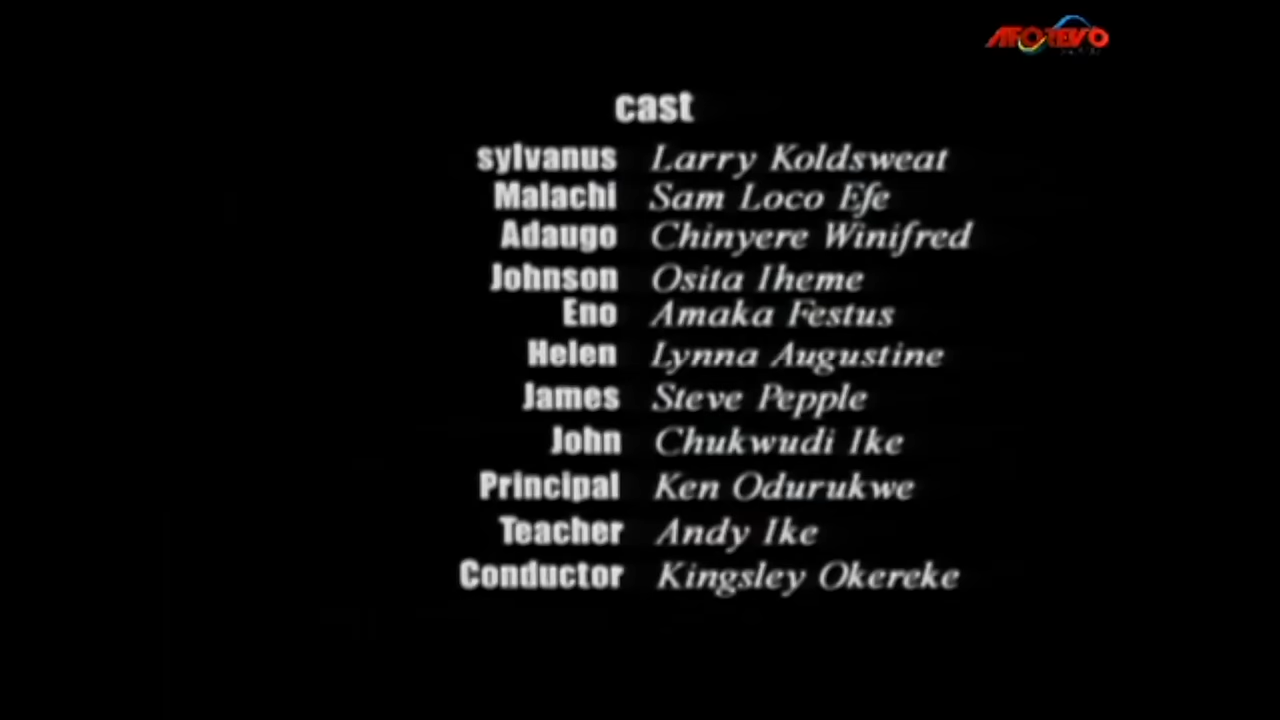 AFOREVO
cast
sylvanus Larry Koldsweat
Malachi Sam Loco Efe
Adaugo Chinyere Winifred
Johnson Osita Iheme
Eno Amaka Festus
Helen Lynna Augustine
James Steve Pepple
John Chukwudi Ike
Principal Ken Odurukwe
Teacher Andy Ike
Conductor Kingsley Okereke